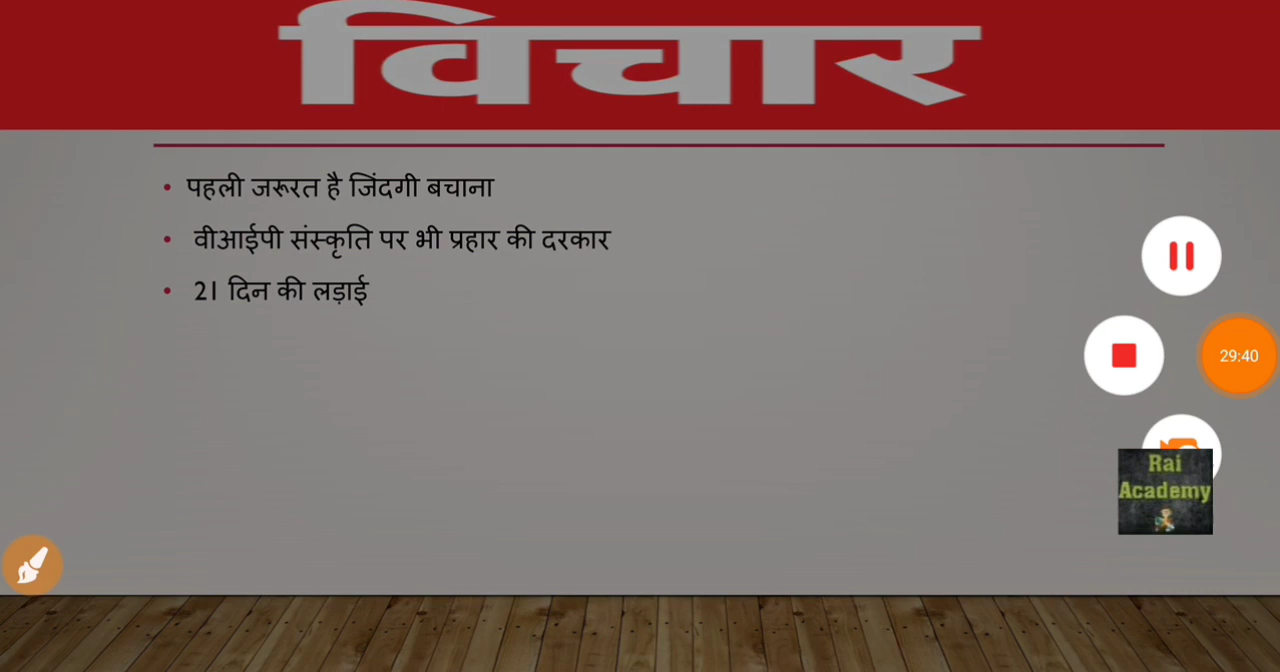 विचार
पहली जरूरत है जिंदगी बचाना
वीआईपी संस्कृति पर भी प्रहार की दरकार
21 दिन की लड़ाई
29:40
Rai
Academy